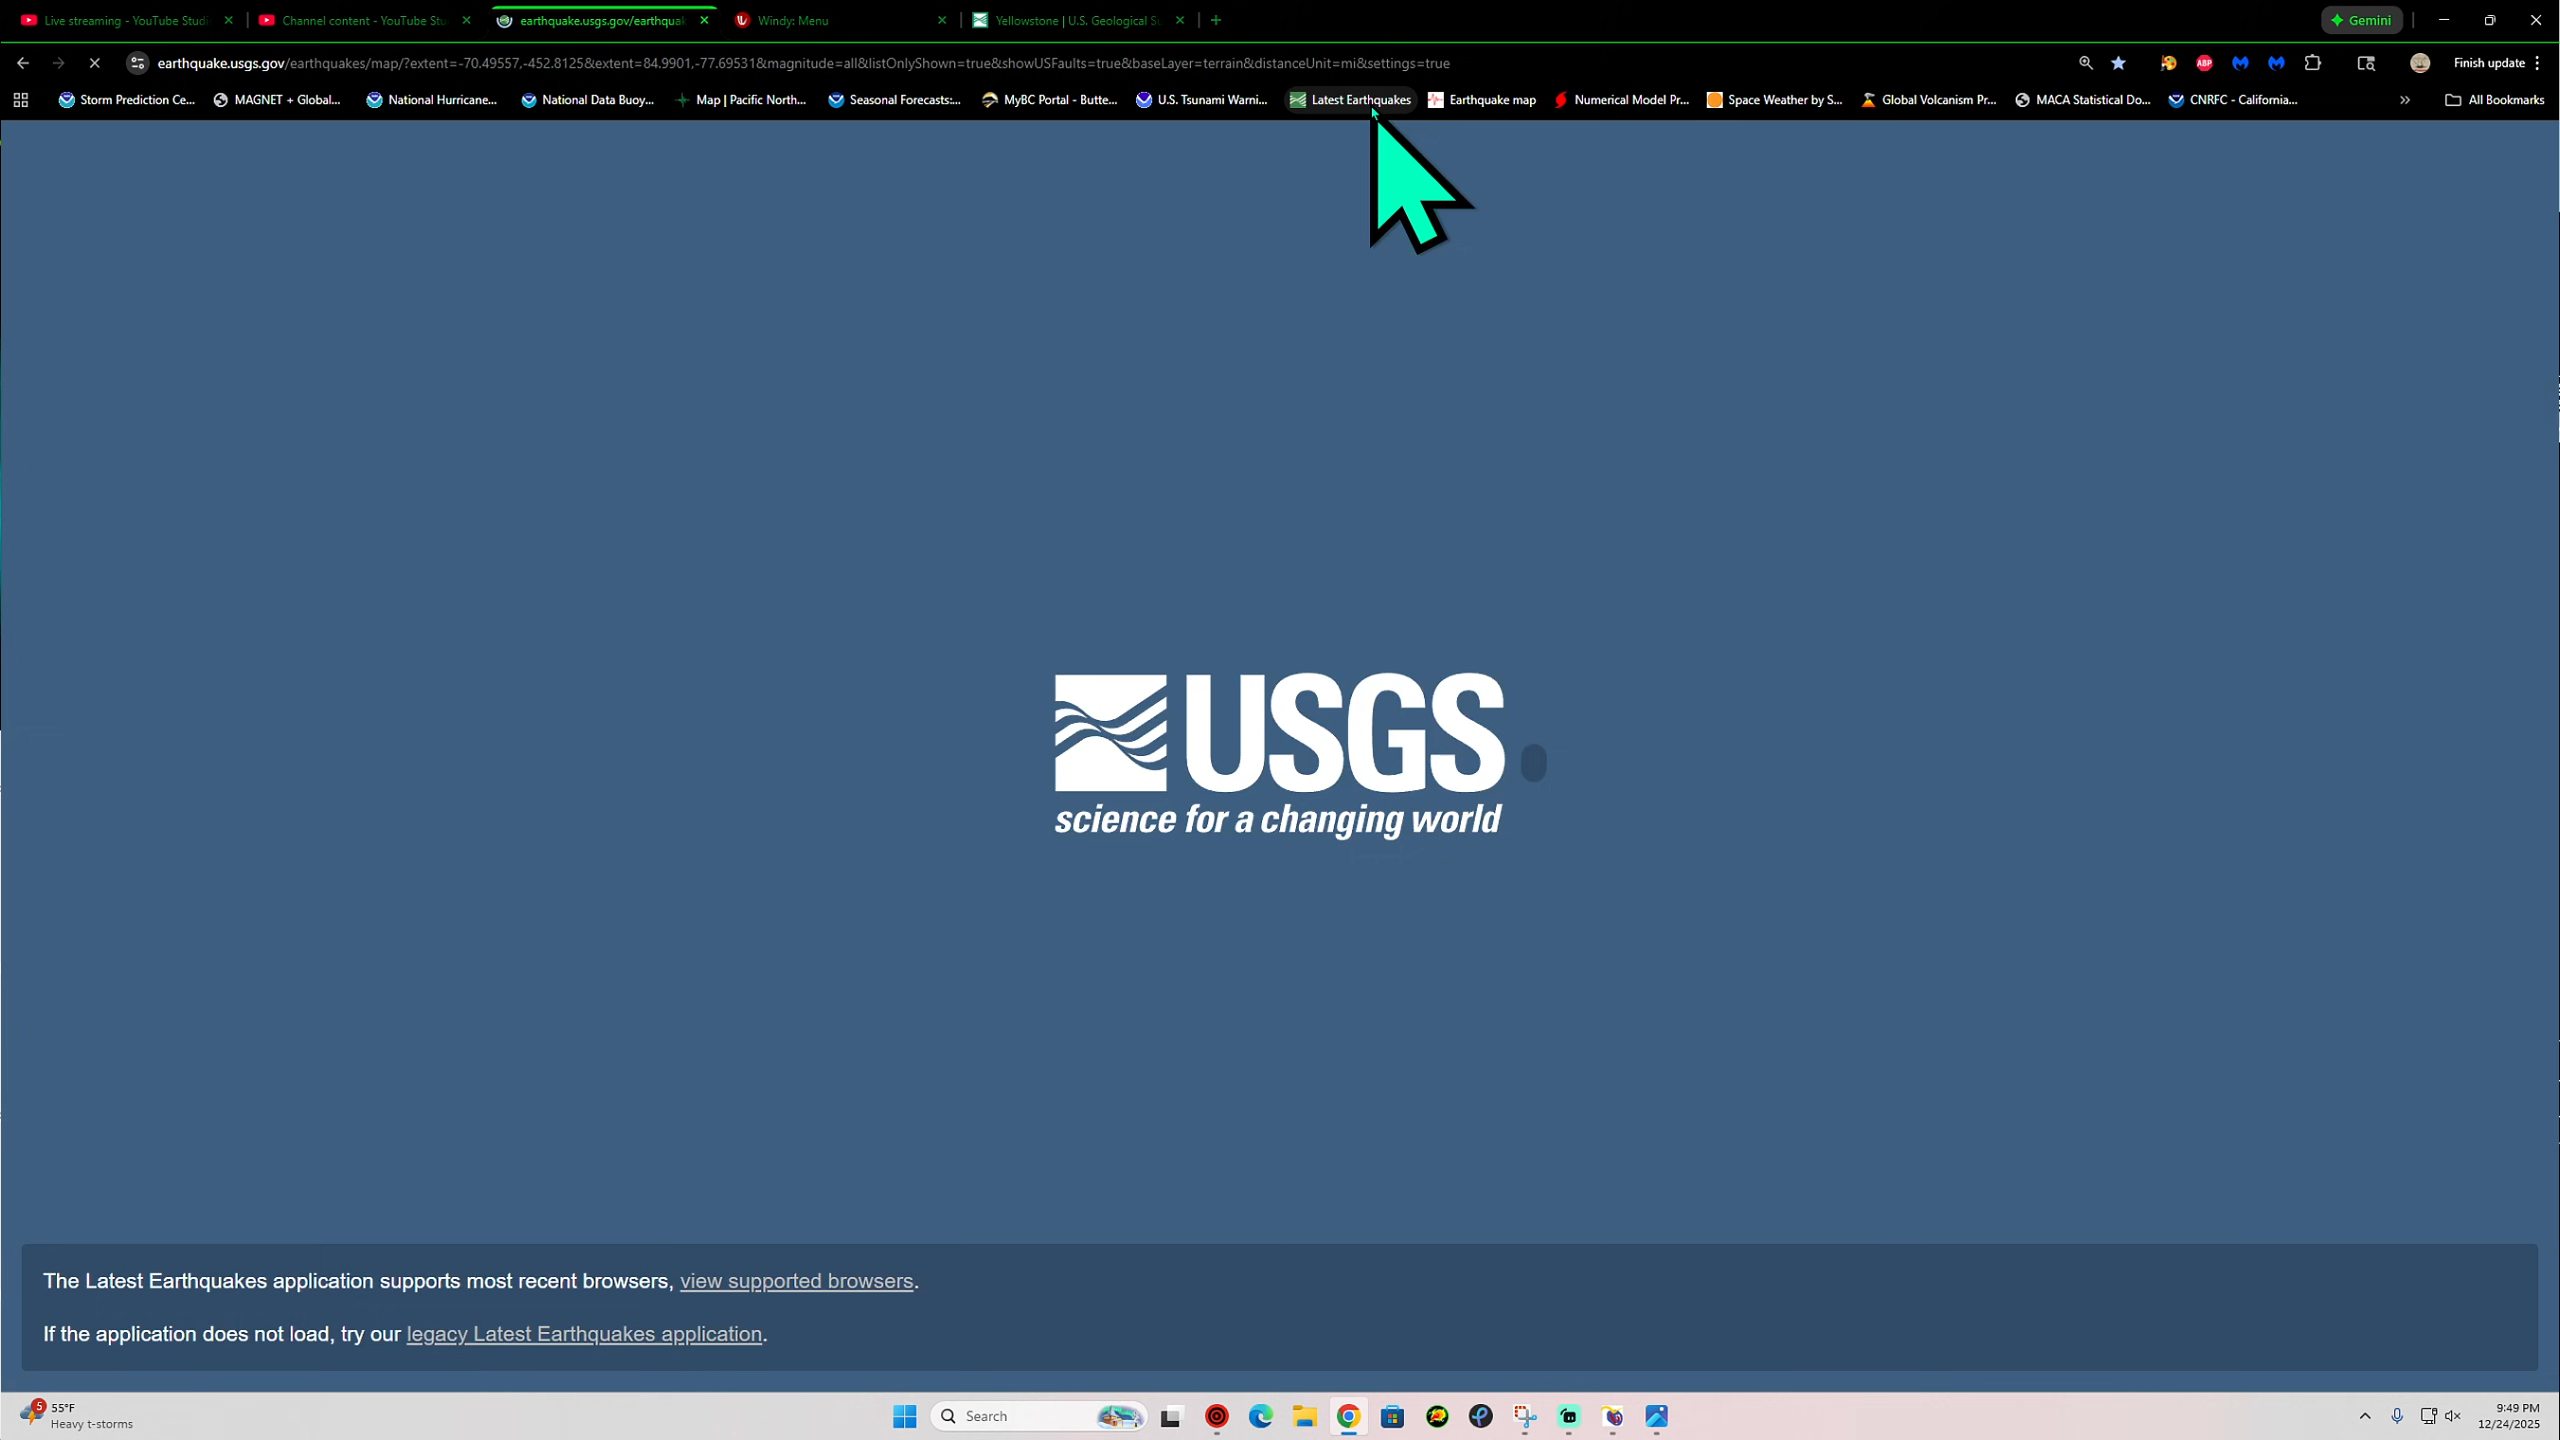 Live streaming - YouTube Studi
Channel content - YouTube Stu
earthquake.usgs.gov/earthquak
Windy: Menu
Yellowstone | U.S. Geological S
Gemini
earthquake.usgs.gov/earthquakes/map/?extent=-70.49557,-452.8125&extent=84.9901,-77.69531&magnitude=all&listOnlyShown=true&showUSFaults=true&baseLayer=terrain&distanceUnit=mi&settings=true
ABP
Finish update
Storm Prediction Ce...
MAGNET + Global...
National Hurricane...
National Data Buoy...
Map | Pacific North...
Seasonal Forecasts:...
MyBC Portal - Butte...
U.S. Tsunami Warni...
Latest Earthquakes
Earthquake map
Numerical Model Pr...
Space Weather by S...
Global Volcanism Pr...
MACA Statistical Do...
CNRFC - California...
All Bookmarks
USGS
science for a changing world
The Latest Earthquakes application supports most recent browsers, view supported browsers.
If the application does not load, try our legacy Latest Earthquakes application.
5
55°F
Heavy t-storms
Search
9:49 PM
12/24/2025